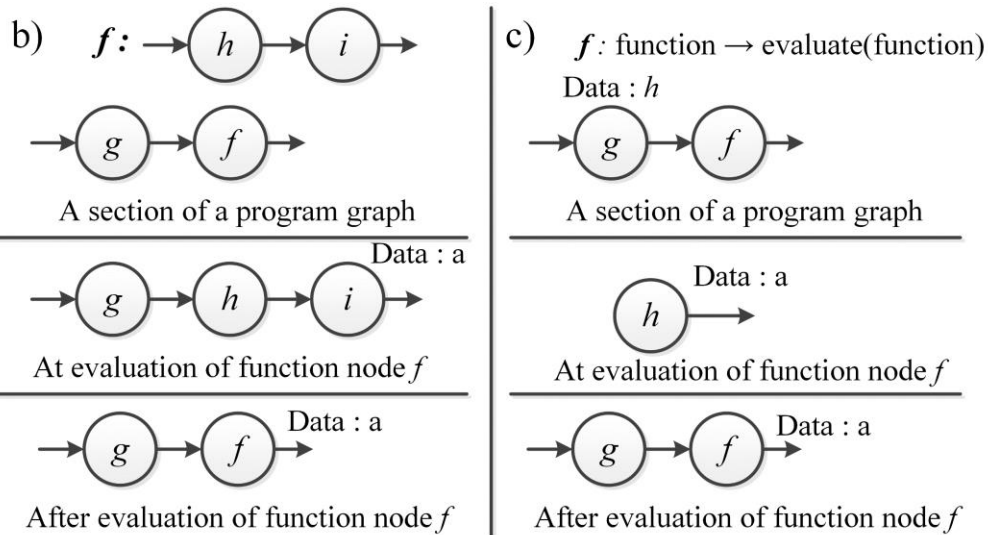 b)
f: h i
g f
A section of a program graph
Data : a
g h i
At evaluation of function node f
Data : a
g f
After evaluation of function node f
c)
f: function → evaluate(function)
Data : h
g f
A section of a program graph
Data : a
h
At evaluation of function node f
Data : a
g f
After evaluation of function node f